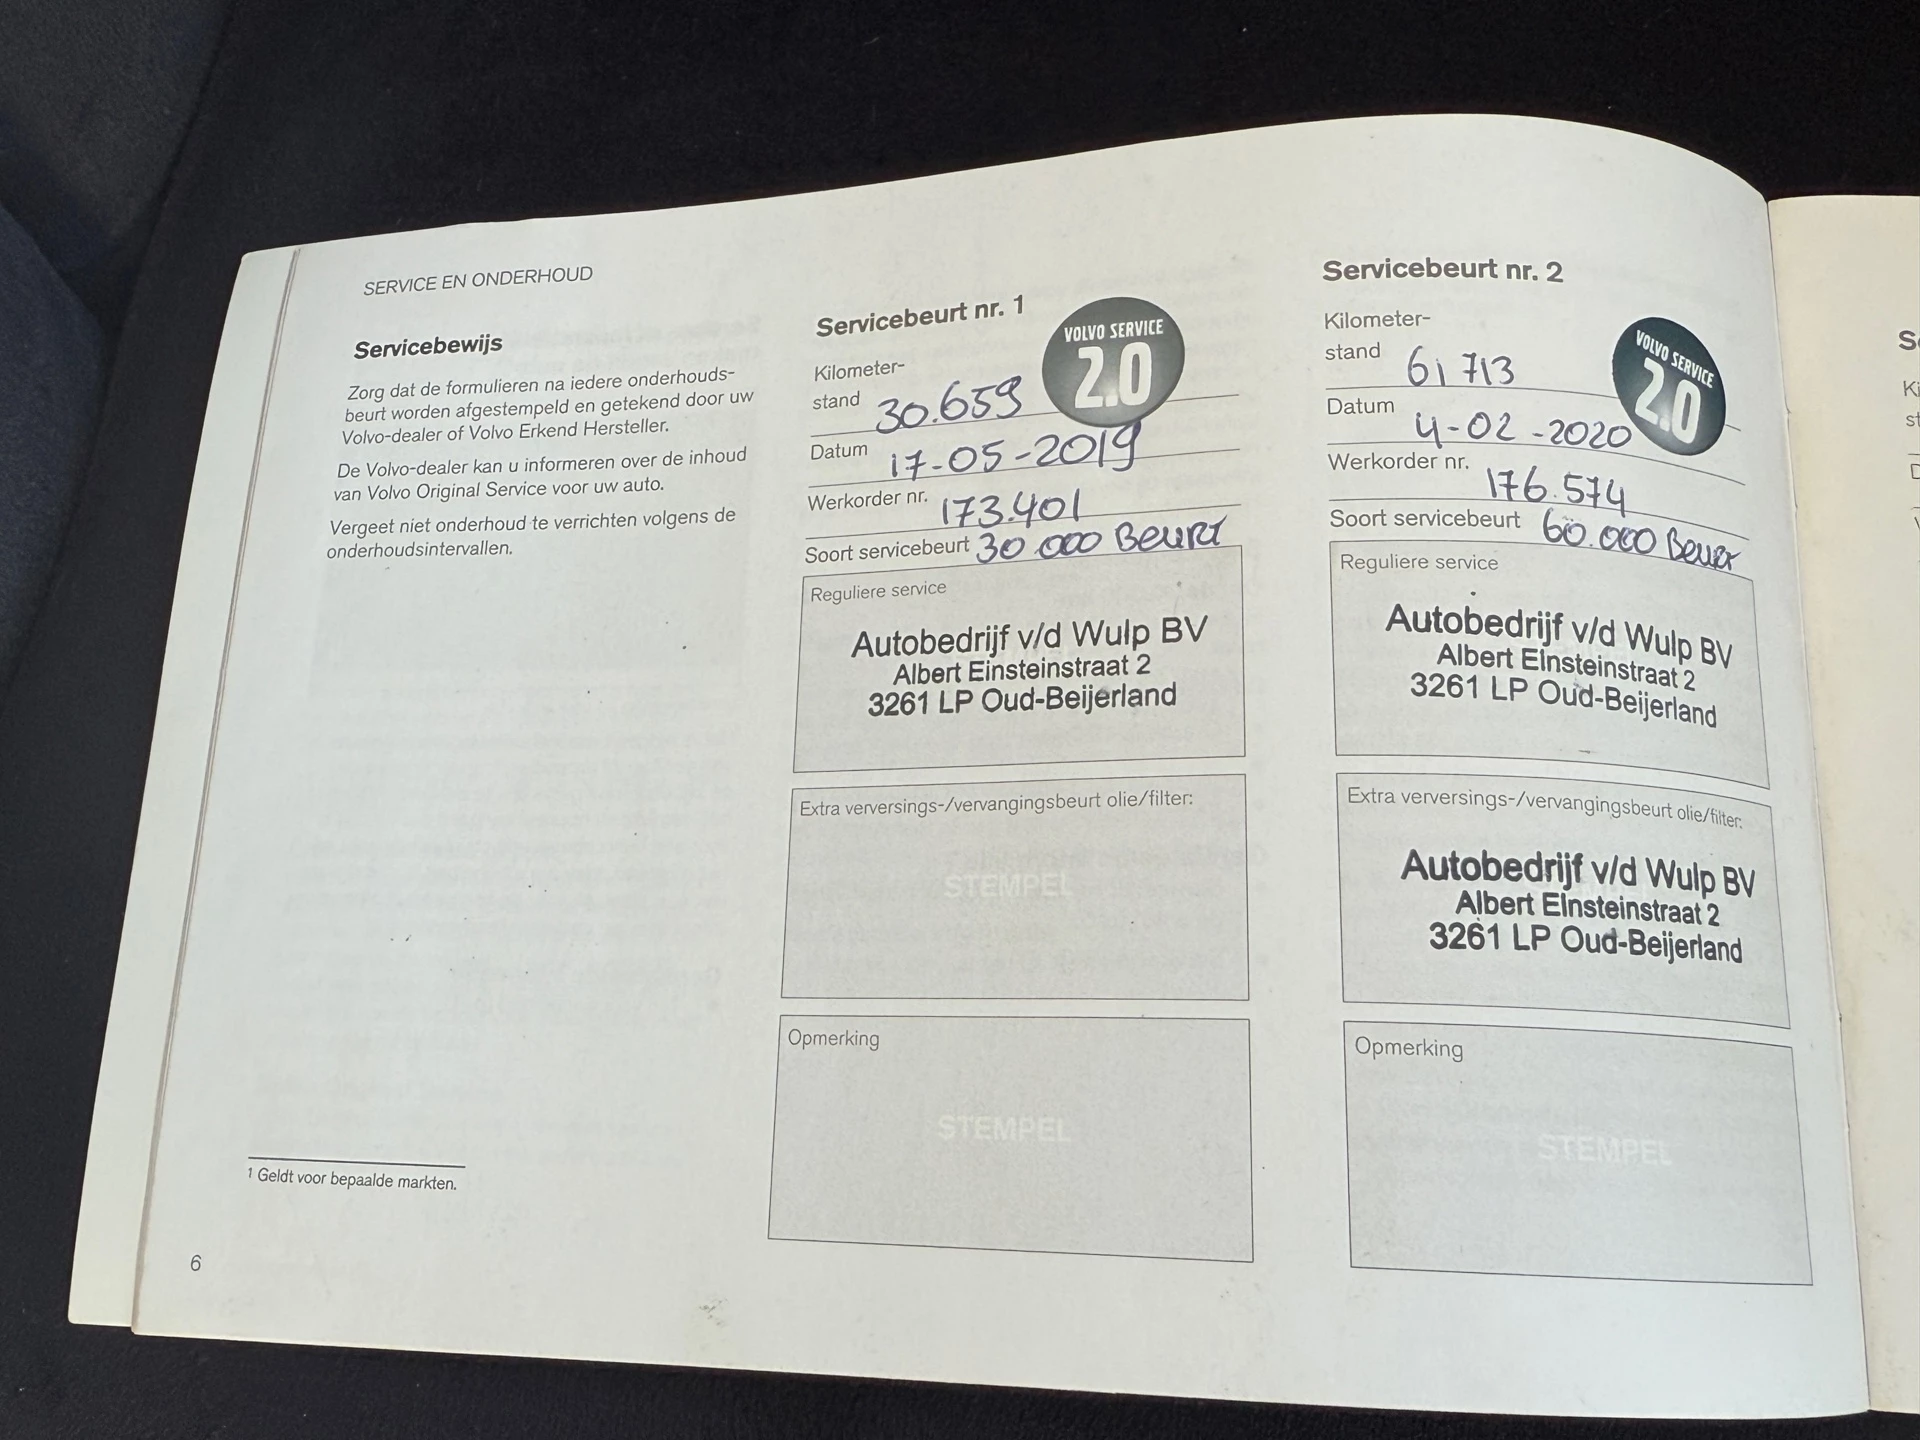 SERVICE EN ONDERHOUD
Servicebewijs
Zorg dat de formulieren na iedere onderhouds-
beurt worden afgestempeld en getekend door uw
Volvo-dealer of Volvo Erkend Hersteller.
De Volvo-dealer kan u informeren over de inhoud
van Volvo Original Service voor uw auto.
Vergeet niet onderhoud te verrichten volgens de
onderhoudsintervallen.
1 Geldt voor bepaalde markten.
6
Servicebeurt nr. 1
VOLVO SERVICE
2.0
Kilometer-
stand 30.659
Datum 17-05-2019
Werkorder nr. 173.401
Soort servicebeurt 30 000 Beurt
Reguliere service
Autobedrijf v/d Wulp BV
Albert Einsteinstraat 2
3261 LP Oud-Beijerland
Extra verversings-/vervangingsbeurt olie/filter:
STEMPEL
Opmerking
STEMPEL
Servicebeurt nr. 2
VOLVO SERVICE
2.0
Kilometer-
stand 61 713
Datum 4-02-2020
Werkorder nr. 176.574
Soort servicebeurt 60.000 Beurt
Reguliere service
Autobedrijf v/d Wulp BV
Albert EInsteinstraat 2
3261 LP Oud-Beijerland
Extra verversings-/vervangingsbeurt olie/filter:
Autobedrijf v/d Wulp BV
Albert EInsteinstraat 2
3261 LP Oud-Beijerland
Opmerking
STEMPEL